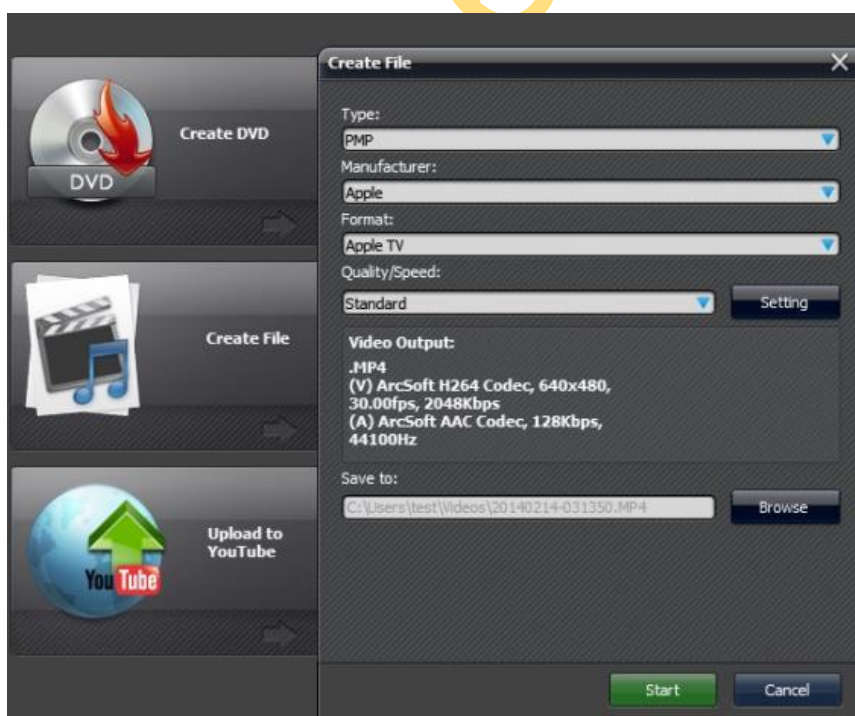 Create File
Type:
PMP
Manufacturer:
Apple
Format:
Apple TV
Quality/Speed:
Standard
Setting
Video Output:
.MP4
(V) ArcSoft H264 Codec, 640x480,
30.00fps, 2048Kbps
(A) ArcSoft AAC Codec, 128Kbps,
44100Hz
Save to:
C:\Users\test\Videos\20140214-031350.MP4
Browse
Start
Cancel
Create DVD
DVD
Create File
Upload to
YouTube
You Tube